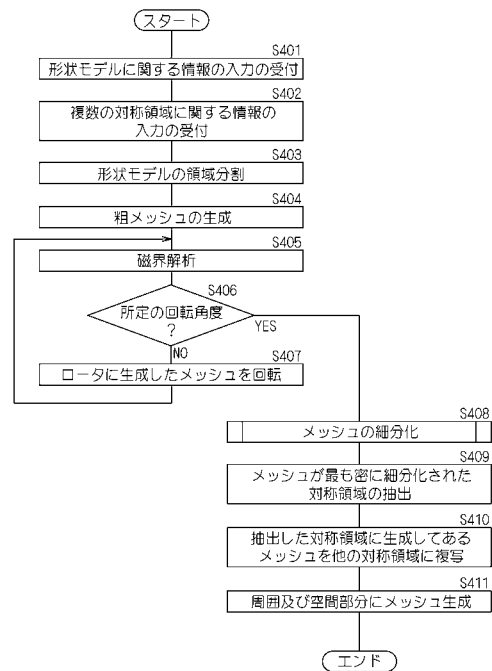 スタート
S401
形状モデルに関する情報の入力の受付
S402
複数の対称領域に関する情報の
入力の受付
S403
形状モデルの領域分割
S404
粗メッシュの生成
S405
磁界解析
S406
所定の回転角度
?
YES
NO
S407
ロータに生成したメッシュを回転
S408
メッシュの細分化
S409
メッシュが最も密に細分化された
対称領域の抽出
S410
抽出した対称領域に生成してある
メッシュを他の対称領域に複写
S411
周囲及び空間部分にメッシュ生成
エンド